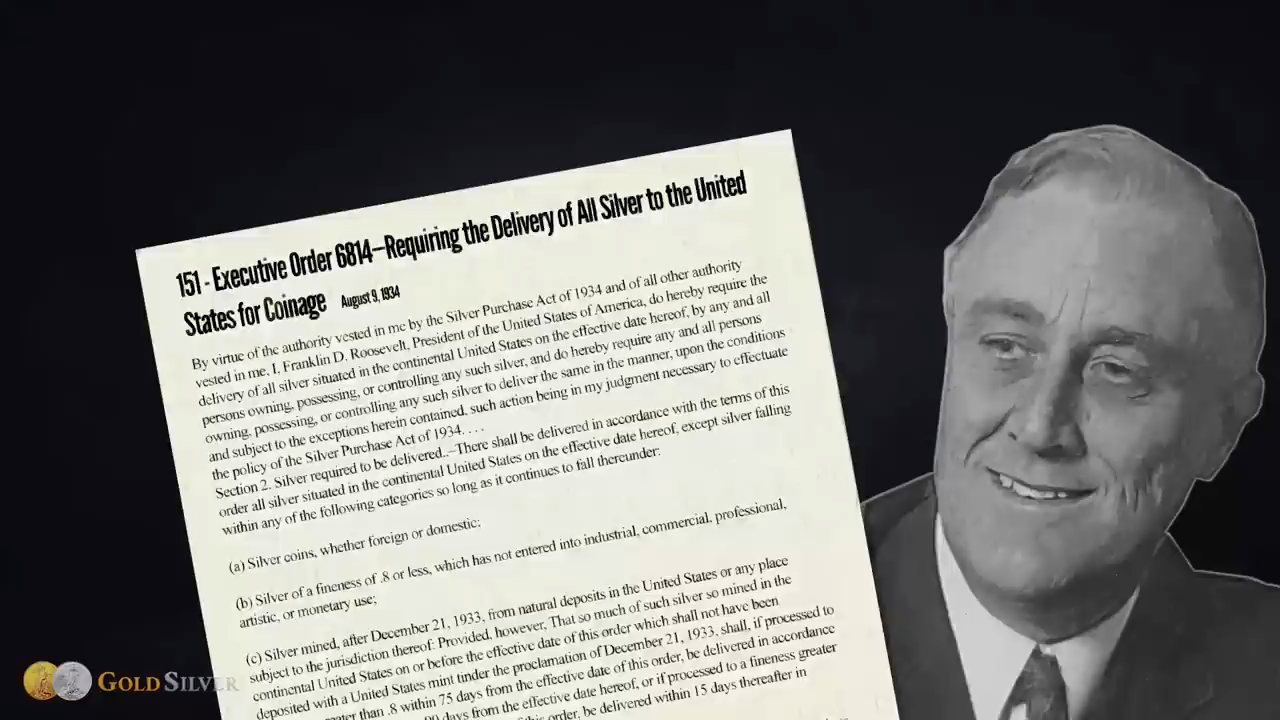 151 - Executive Order 6814—Requiring the Delivery of All Silver to the United
States for Coinage August 9, 1934
By virtue of the authority vested in me by the Silver Purchase Act of 1934 and of all other authority
vested in me, I, Franklin D. Roosevelt, President of the United States of America, do hereby require the
delivery of all silver situated in the continental United States on the effective date hereof, by any and all
persons owning, possessing, or controlling any such silver, and do hereby require any and all persons
owning, possessing, or controlling any such silver to deliver the same in the manner, upon the conditions
and subject to the exceptions herein contained, such action being in my judgment necessary to effectuate
the policy of the Silver Purchase Act of 1934. . . .
Section 2. Silver required to be delivered..—There shall be delivered in accordance with the terms of this
order all silver situated in the continental United States on the effective date hereof, except silver falling
within any of the following categories so long as it continues to fall thereunder:
(a) Silver coins, whether foreign or domestic;
(b) Silver of a fineness of .8 or less, which has not entered into industrial, commercial, professional,
artistic, or monetary use;
(c) Silver mined, after December 21, 1933, from natural deposits in the United States or any place
subject to the jurisdiction thereof: Provided, however, That so much of such silver so mined in the
continental United States on or before the effective date of this order which shall not have been
deposited with a United States mint under the proclamation of December 21, 1933, shall, if processed to
than .8 within 75 days from the effective date of this order, be delivered in accordance
days from the effective date hereof, or if processed to a fineness greater
this order, be delivered within 15 days thereafter in
GOLD SILVER